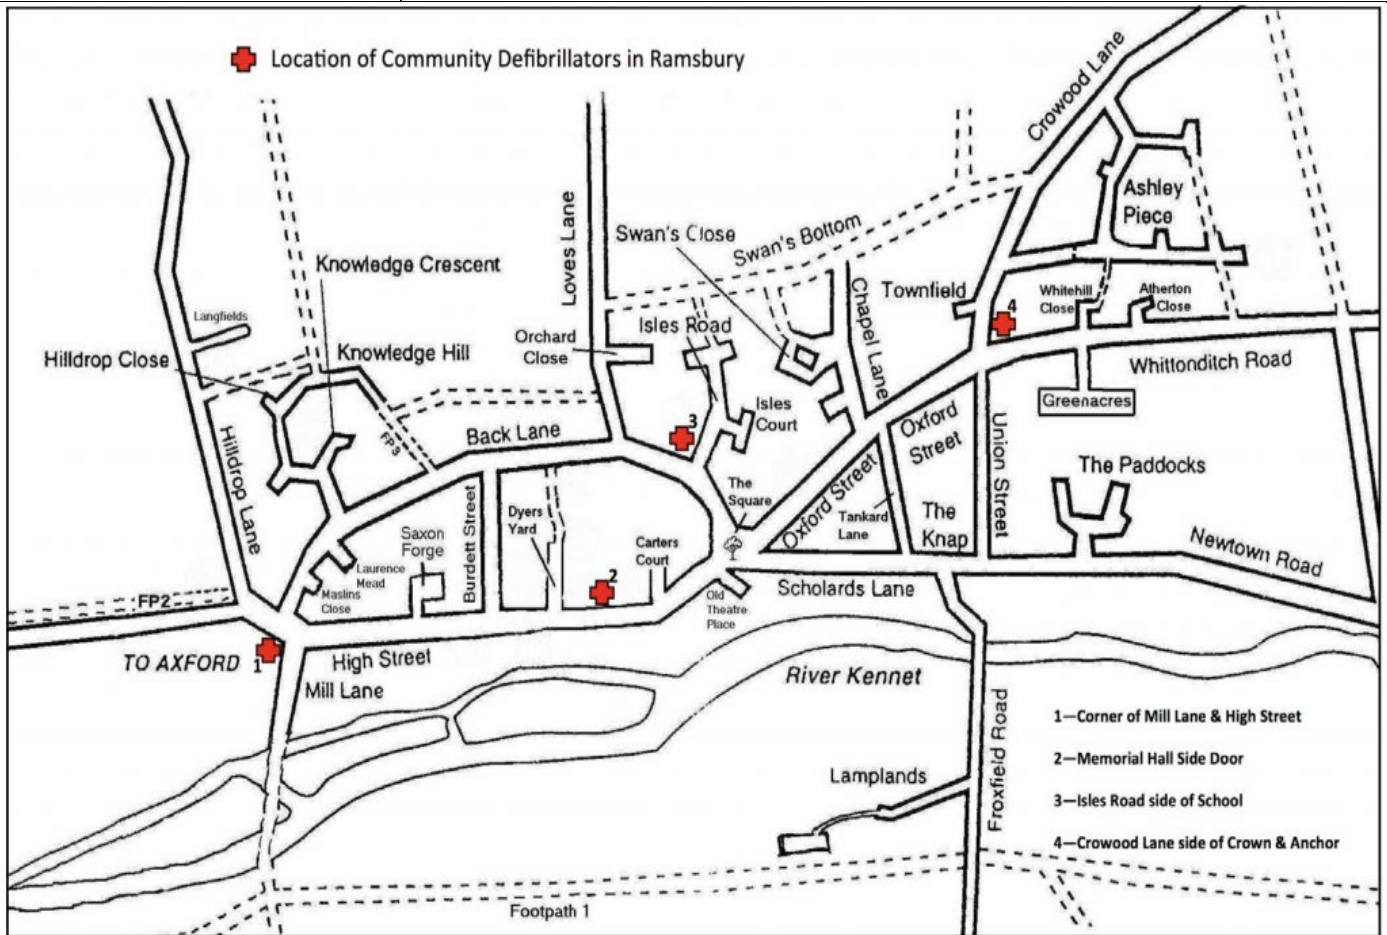 Location of Community Defibrillators in Ramsbury
Crowood Lane
Ashley
Piece
Loves Lane
Swan's Close
Swan's Bottom
Knowledge Crescent
Townfield
Chapel Lane
4
Whitehill
Close
Atherton
Close
Langfields
Isles Road
Orchard
Close
Hilldrop Close
Knowledge Hill
Whittonditch Road
Greenacres
Isles
Court
3
Oxford
Street
Back Lane
FP3
Union Street
Hilldrop Lane
The
Square
Oxford Street
The Paddocks
Burdett Street
Dyers
Yard
Tankard
Lane
The
Knap
Saxon
Forge
Carters
Court
Newtown Road
Laurence
Mead
Maslins
Close
2
Old
Theatre
Place
Scholards Lane
FP2
TO AXFORD
1
High Street
Mill Lane
River Kennet
Froxfield Road
Lamplands
Footpath 1
1—Corner of Mill Lane & High Street
2—Memorial Hall Side Door
3—Isles Road side of School
4—Crowood Lane side of Crown & Anchor